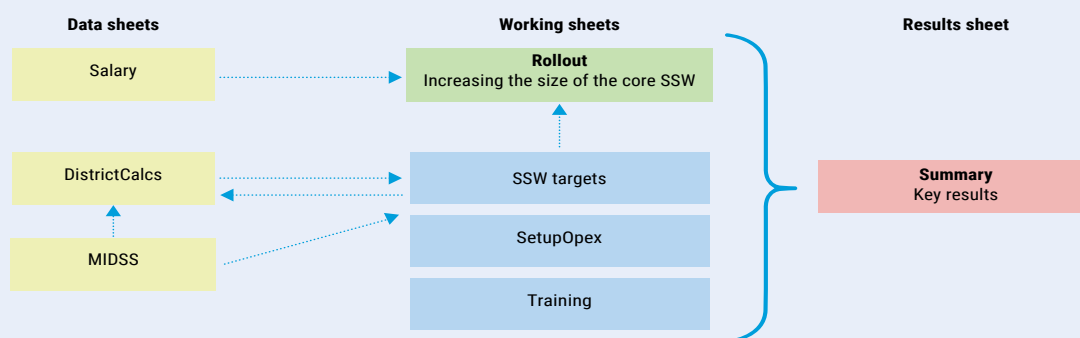 Data sheets
Working sheets
Results sheet
Salary
Rollout
Increasing the size of the core SSW
DistrictCalcs
SSW targets
Summary
Key results
SetupOpex
MIDSS
Training